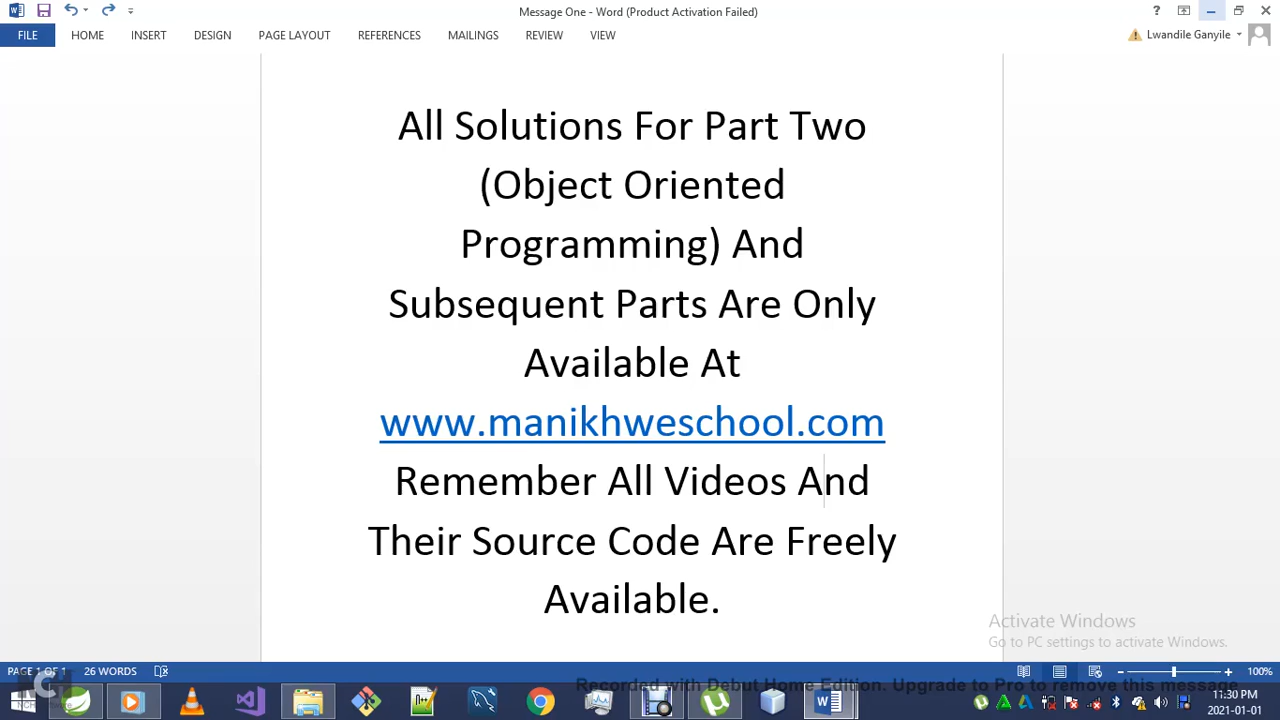 Message One - Word (Product Activation Failed)
FILE HOME INSERT DESIGN PAGE LAYOUT REFERENCES MAILINGS REVIEW VIEW
Lwandile Ganyile
All Solutions For Part Two
(Object Oriented
Programming) And
Subsequent Parts Are Only
Available At
www.manikhweschool.com
Remember All Videos And
Their Source Code Are Freely
Available.
Activate Windows
Go to PC settings to activate Windows.
PAGE 1 OF 1 26 WORDS
100%
Recorded with Debut Home Edition. Upgrade to Pro to remove this message
11:30 PM
2021-01-01